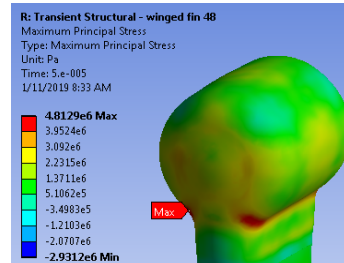 R: Transient Structural - winged fin 48
Maximum Principal Stress
Type: Maximum Principal Stress
Unit: Pa
Time: 5.e-005
1/11/2019 8:33 AM
4.8129e6 Max
3.9524e6
3.092e6
2.2315e6
1.3711e6
5.1062e5
-3.4983e5
-1.2103e6
-2.0707e6
-2.9312e6 Min
Max